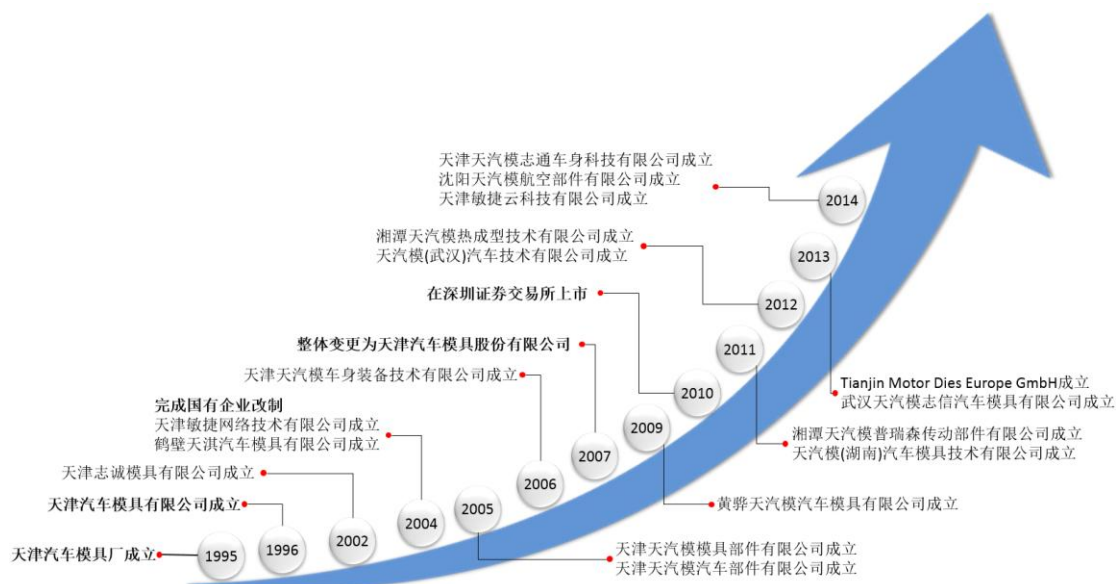 天津天汽模志通车身科技有限公司成立
沈阳天汽模航空部件有限公司成立
天津敏捷云科技有限公司成立
2014
湘潭天汽模热成型技术有限公司成立
天汽模(武汉)汽车技术有限公司成立
2013
在深圳证券交易所上市
2012
整体变更为天津汽车模具股份有限公司
2011
天津天汽模车身装备技术有限公司成立
Tianjin Motor Dies Europe GmbH成立
武汉天汽模志信汽车模具有限公司成立
2010
完成国有企业改制
天津敏捷网络技术有限公司成立
鹤壁天淇汽车模具有限公司成立
2009
湘潭天汽模普瑞森传动部件有限公司成立
天汽模(湖南)汽车模具技术有限公司成立
2007
天津志诚模具有限公司成立
2006
天津汽车模具有限公司成立
黄骅天汽模汽车模具有限公司成立
2005
2004
2002
1996
1995
天津汽车模具厂成立
天津天汽模模具部件有限公司成立
天津天汽模汽车部件有限公司成立